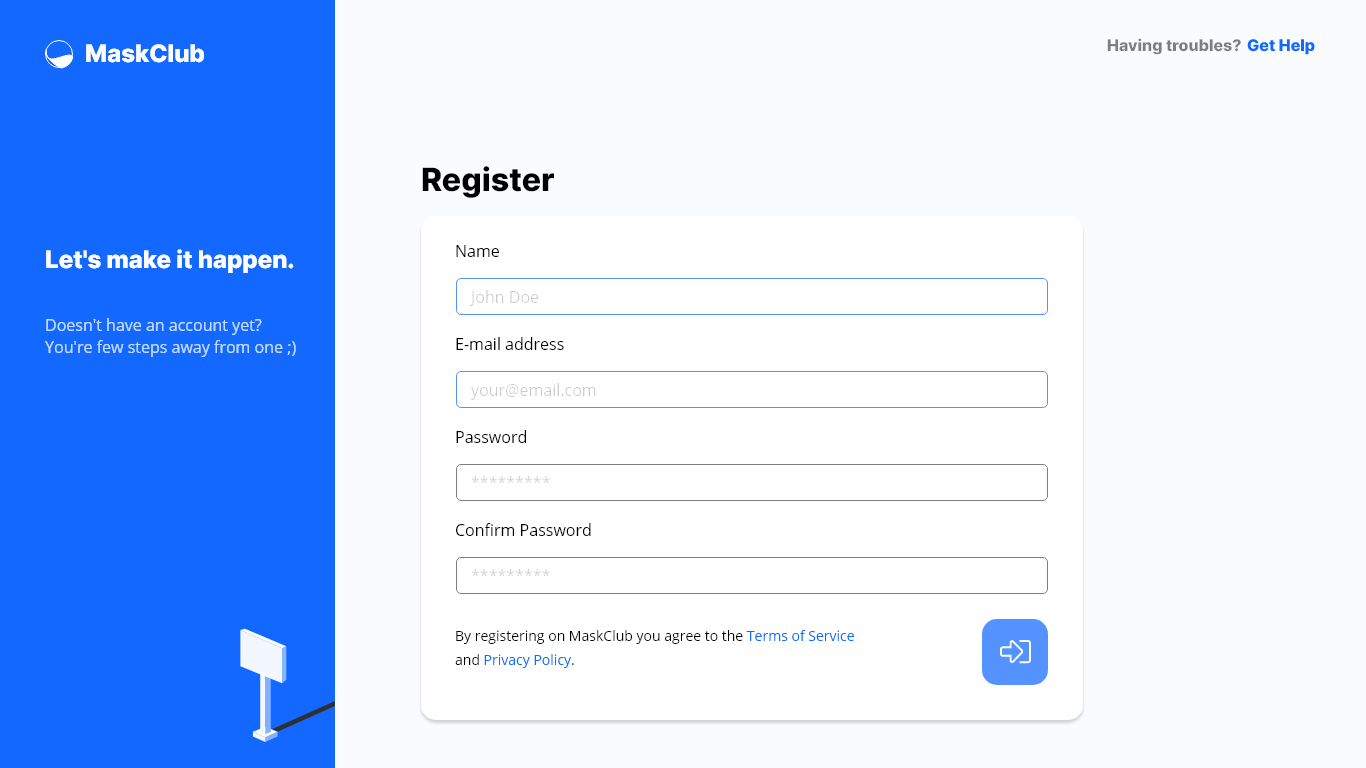 MaskClub
Having troubles? Get Help
Let's make it happen.
Doesn't have an account yet?
You're few steps away from one ;)
Register
Name
John Doe
E-mail address
your@email.com
Password
*********
Confirm Password
*********
By registering on MaskClub you agree to the Terms of Service
and Privacy Policy.